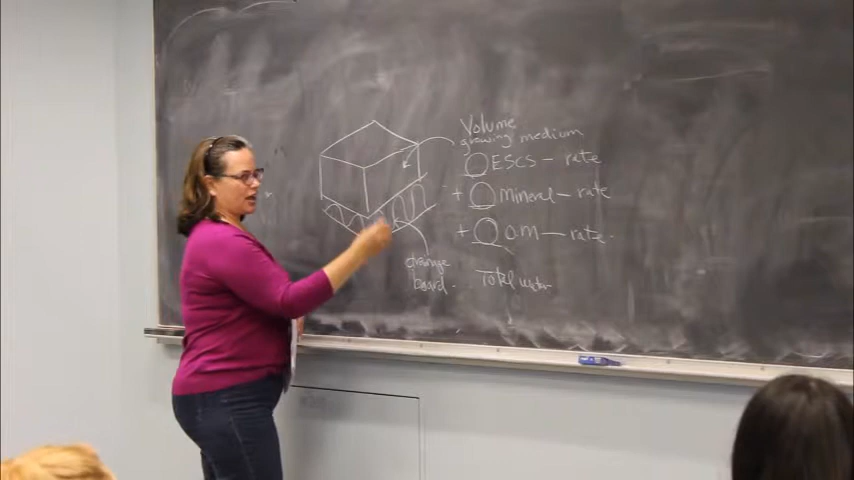 Volume
growing medium
ESCS - rate
+ mineral - rate
+ om - rate
drainage
board.
Total water